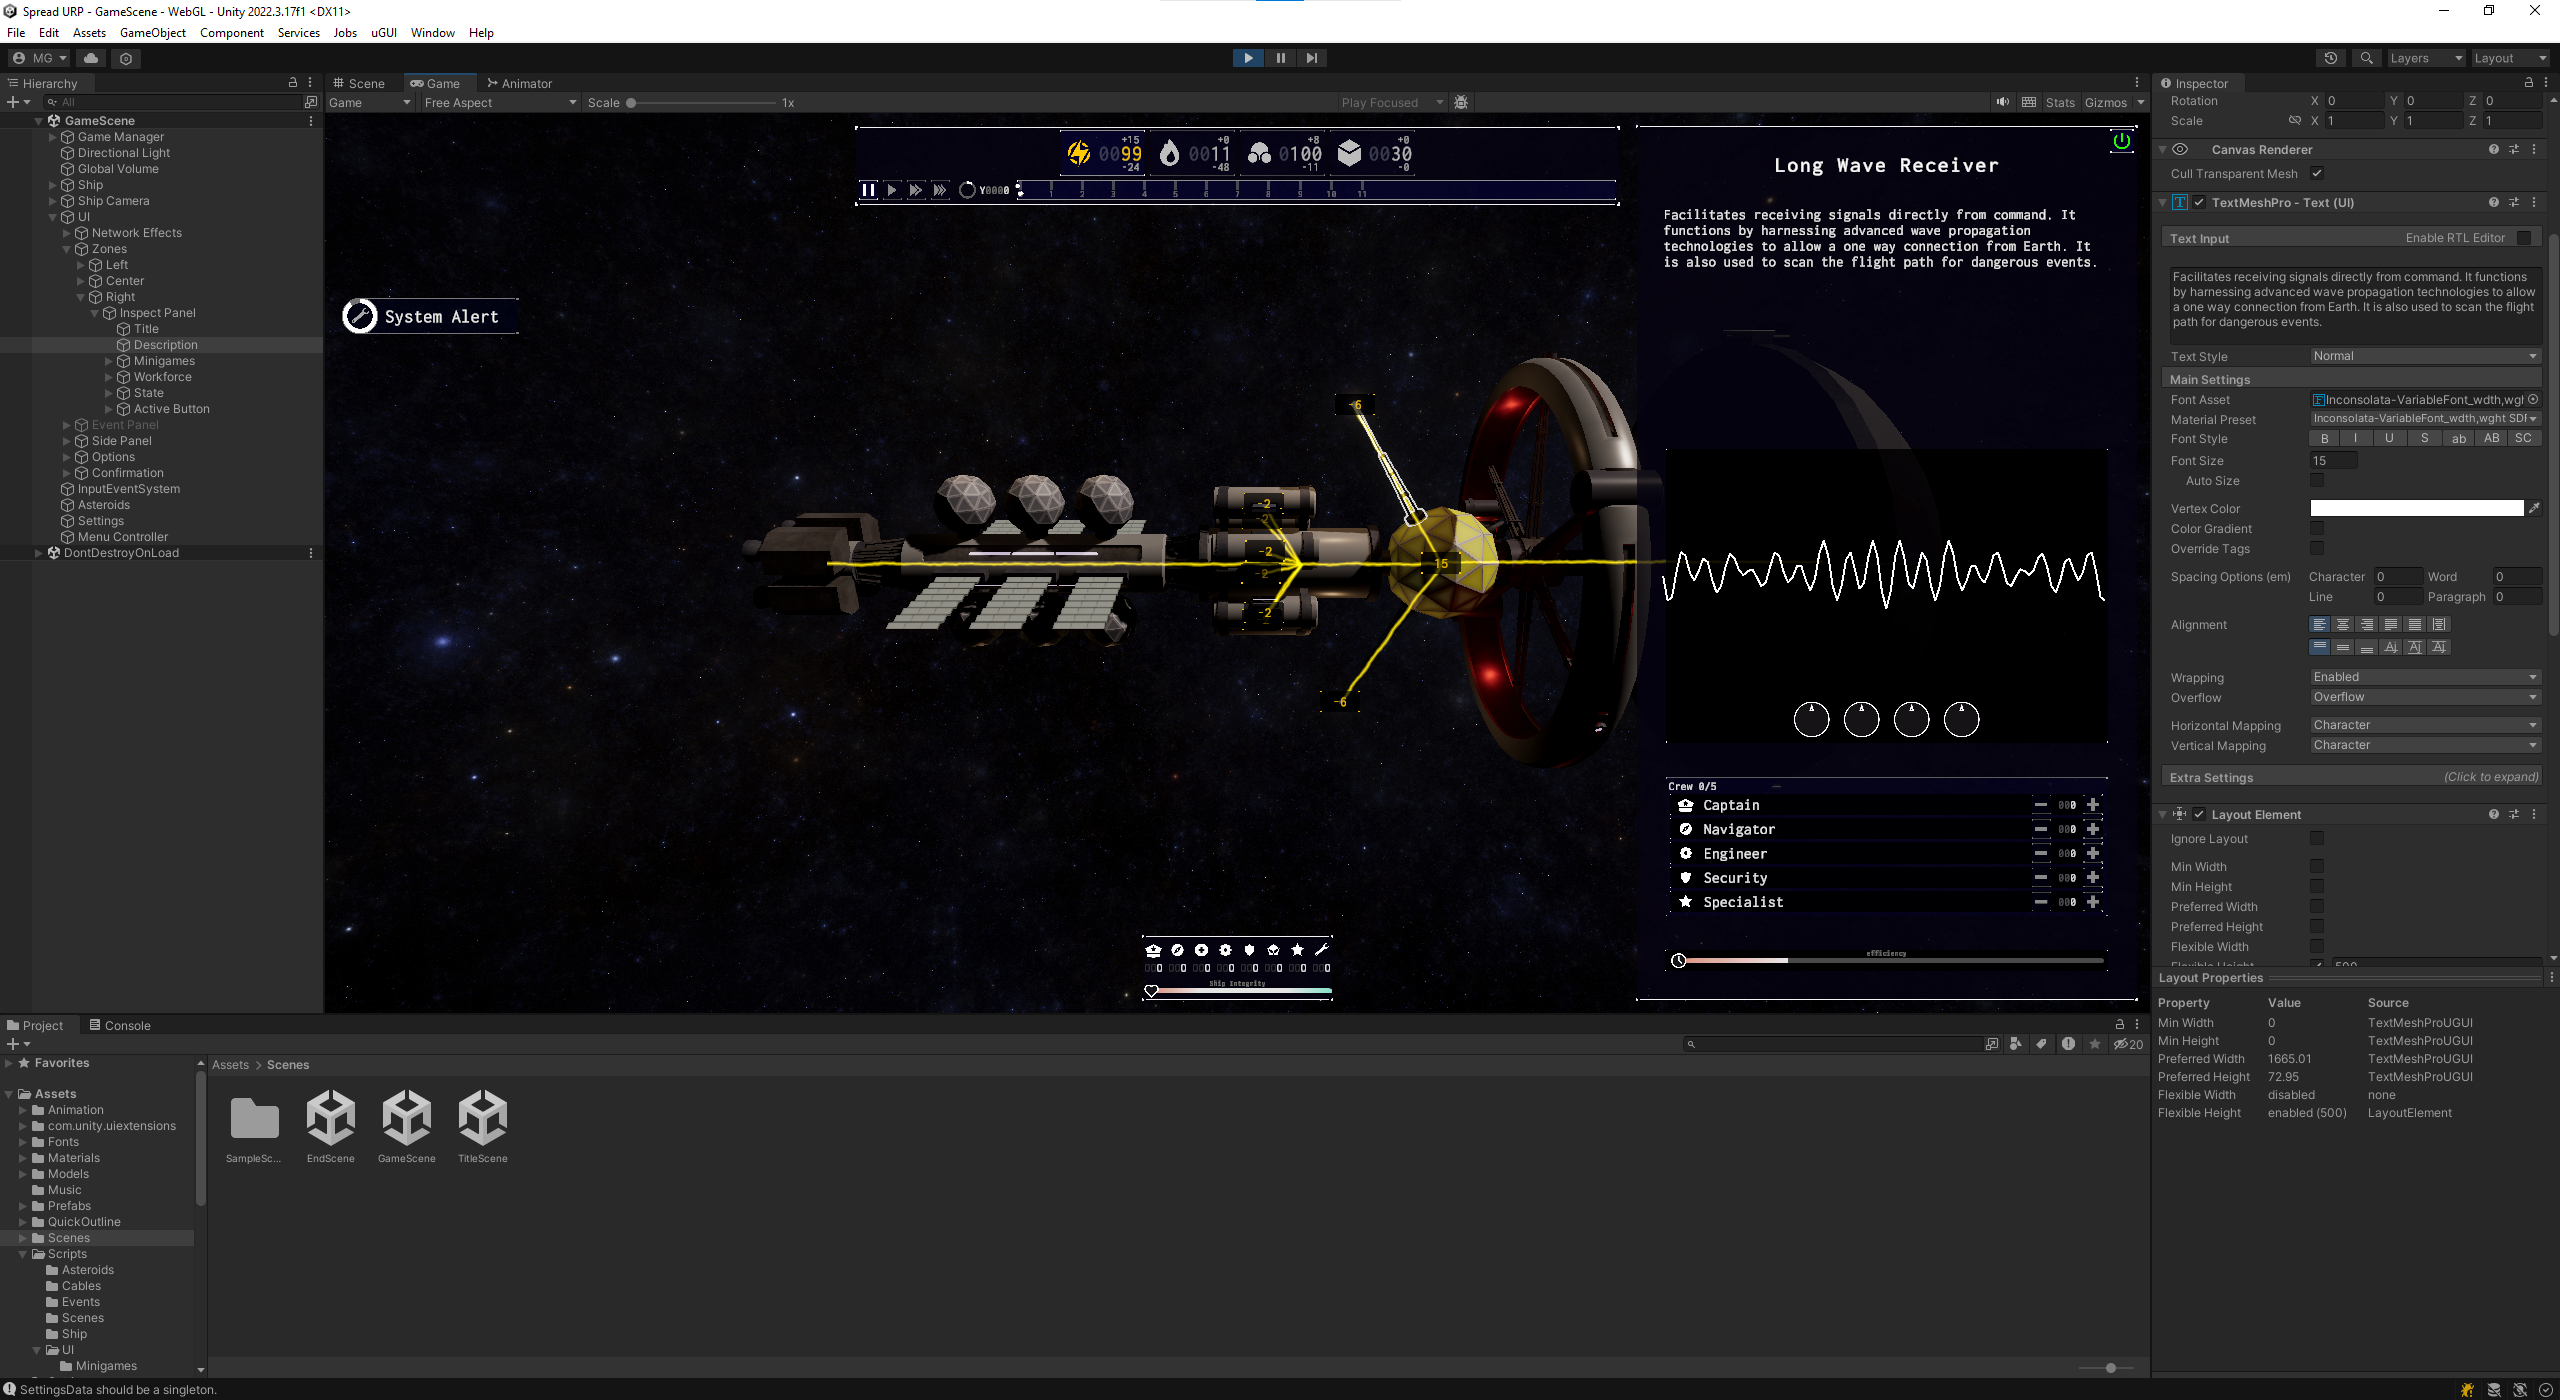 Spread URP - GameScene - WebGL - Unity 2022.3.17f1 <DX11>
File Edit Assets GameObject Component Services Jobs uGUI Window Help
MG
Layers
Layout
Hierarchy
All
GameScene
Game Manager
Directional Light
Global Volume
Ship
Ship Camera
UI
Network Effects
Zones
Left
Center
Right
Inspect Panel
Title
Description
Minigames
Workforce
State
Active Button
Event Panel
Side Panel
Options
Confirmation
InputEventSystem
Asteroids
Settings
Menu Controller
DontDestroyOnLoad
Scene Game Animator
Game Free Aspect Scale 1x Play Focused Stats Gizmos
+15 +0 +8 +0
0099 0011 0100 0030
-24 -48 -11 -0
Y0000 1 2 3 4 5 6 7 8 9 10 11
System Alert
-6
-2
-2
-2
-2
-2
15
-6
000 000 000 000 000 000 000 000
Ship Integrity
Long Wave Receiver
Facilitates receiving signals directly from command. It
functions by harnessing advanced wave propagation
technologies to allow a one way connection from Earth. It
is also used to scan the flight path for dangerous events.
Crew 0/5
Captain 000
Navigator 000
Engineer 000
Security 000
Specialist 000
efficiency
Inspector
Rotation X 0 Y 0 Z 0
Scale X 1 Y 1 Z 1
Canvas Renderer
Cull Transparent Mesh
TextMeshPro - Text (UI)
Text Input Enable RTL Editor
Facilitates receiving signals directly from command. It functions
by harnessing advanced wave propagation technologies to allow
a one way connection from Earth. It is also used to scan the flight
path for dangerous events.
Text Style Normal
Main Settings
Font Asset Inconsolata-VariableFont_wdth,wgl
Material Preset Inconsolata-VariableFont_wdth,wght SDF
Font Style B I U S ab AB SC
Font Size 15
Auto Size
Vertex Color
Color Gradient
Override Tags
Spacing Options (em) Character 0 Word 0
Line 0 Paragraph 0
Alignment
Wrapping Enabled
Overflow Overflow
Horizontal Mapping Character
Vertical Mapping Character
Extra Settings (Click to expand)
Layout Element
Ignore Layout
Min Width
Min Height
Preferred Width
Preferred Height
Flexible Width
Flexible Height 500
Layout Properties
Property Value Source
Min Width 0 TextMeshProUGUI
Min Height 0 TextMeshProUGUI
Preferred Width 1665.01 TextMeshProUGUI
Preferred Height 72.95 TextMeshProUGUI
Flexible Width disabled none
Flexible Height enabled (500) LayoutElement
Project Console
20
Favorites
Assets
Animation
com.unity.uiextensions
Fonts
Materials
Models
Music
Prefabs
QuickOutline
Scenes
Scripts
Asteroids
Cables
Events
Scenes
Ship
UI
Minigames
Assets > Scenes
SampleSc... EndScene GameScene TitleScene
SettingsData should be a singleton.